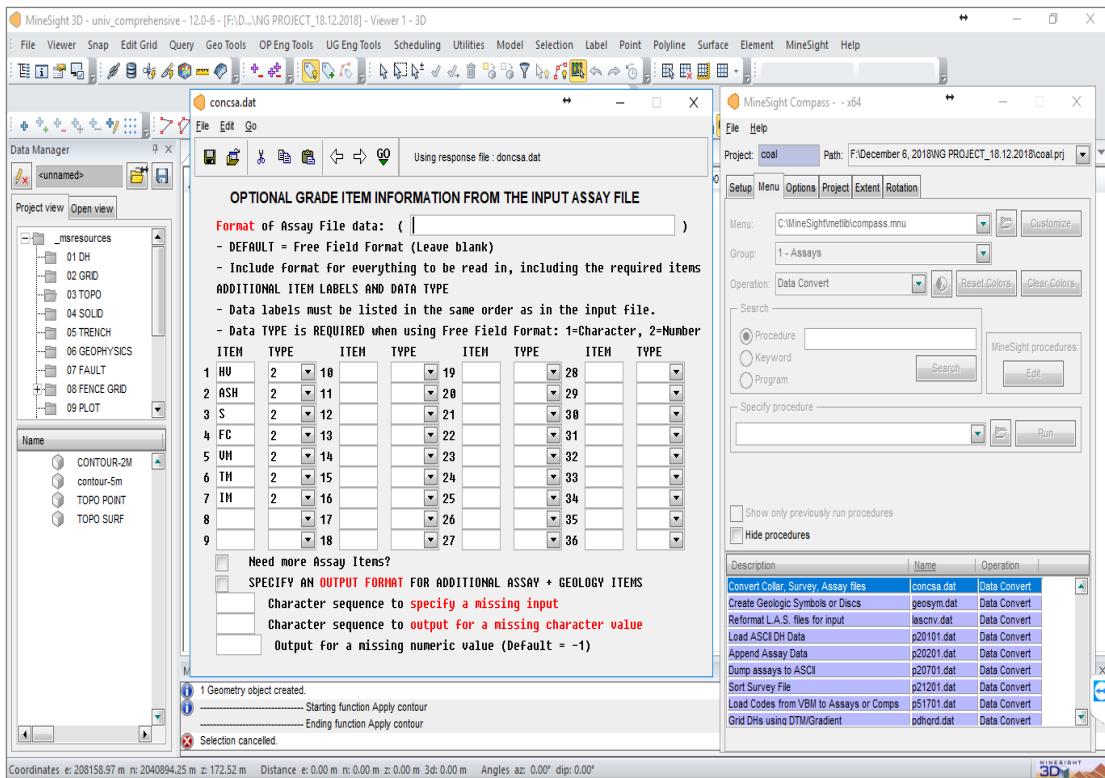 MineSight 3D - univ_comprehensive - 12.0-6 - [F:\D...\NG PROJECT_18.12.2018] - Viewer 1 - 3D
File Viewer Snap Edit Grid Query Geo Tools OP Eng Tools UG Eng Tools Scheduling Utilities Model Selection Label Point Polyline Surface Element MineSight Help
Data Manager
<unnamed>
Project view Open view
_msresources
01 DH
02 GRID
03 TOPO
04 SOLID
05 TRENCH
06 GEOPHYSICS
07 FAULT
08 FENCE GRID
09 PLOT
Name
CONTOUR-2M
contour-5m
TOPO POINT
TOPO SURF
concsa.dat
File Edit Go
GO Using response file : doncsa.dat
OPTIONAL GRADE ITEM INFORMATION FROM THE INPUT ASSAY FILE
Format of Assay File data: ( )
- DEFAULT = Free Field Format (Leave blank)
- Include format for everything to be read in, including the required items
ADDITIONAL ITEM LABELS AND DATA TYPE
- Data labels must be listed in the same order as in the input file.
- Data TYPE is REQUIRED when using Free Field Format: 1=Character, 2=Number
ITEM TYPE ITEM TYPE ITEM TYPE ITEM TYPE
1 HV 2 10 19 28
2 ASH 2 11 20 29
3 S 2 12 21 30
4 FC 2 13 22 31
5 VM 2 14 23 32
6 TM 2 15 24 33
7 IM 2 16 25 34
8 17 26 35
9 18 27 36
Need more Assay Items?
SPECIFY AN OUTPUT FORMAT FOR ADDITIONAL ASSAY + GEOLOGY ITEMS
Character sequence to specify a missing input
Character sequence to output for a missing character value
Output for a missing numeric value (Default = -1)
M
1 Geometry object created.
------------------------------ Starting function Apply contour
------------------------------ Ending function Apply contour
Selection cancelled.
MineSight Compass - - x64
File Help
Project: coal Path: F:\December 6, 2018\NG PROJECT_18.12.2018\coal.prj
Setup Menu Options Project Extent Rotation
Menu: C:\MineSight\metlib\compass.mnu Customize
Group: 1 - Assays
Operation: Data Convert Reset Colors Clear Colors
Search
Procedure
Keyword
Program
Search
MineSight procedures:
Edit
Specify procedure
Run
Show only previously run procedures
Hide procedures
Description Name Operation
Convert Collar, Survey, Assay files concsa.dat Data Convert
Create Geologic Symbols or Discs geosym.dat Data Convert
Reformat L.A.S. files for input lascnv.dat Data Convert
Load ASCII DH Data p20101.dat Data Convert
Append Assay Data p20201.dat Data Convert
Dump assays to ASCII p20701.dat Data Convert
Sort Survey File p21201.dat Data Convert
Load Codes from VBM to Assays or Comps p51701.dat Data Convert
Grid DHs using DTM/Gradient pdhgrd.dat Data Convert
Coordinates e: 208158.97 m n: 2040894.25 m z: 172.52 m Distance e: 0.00 m n: 0.00 m z: 0.00 m 3d: 0.00 m Angles az: 0.00° dip: 0.00°
MINESIGHT
3D